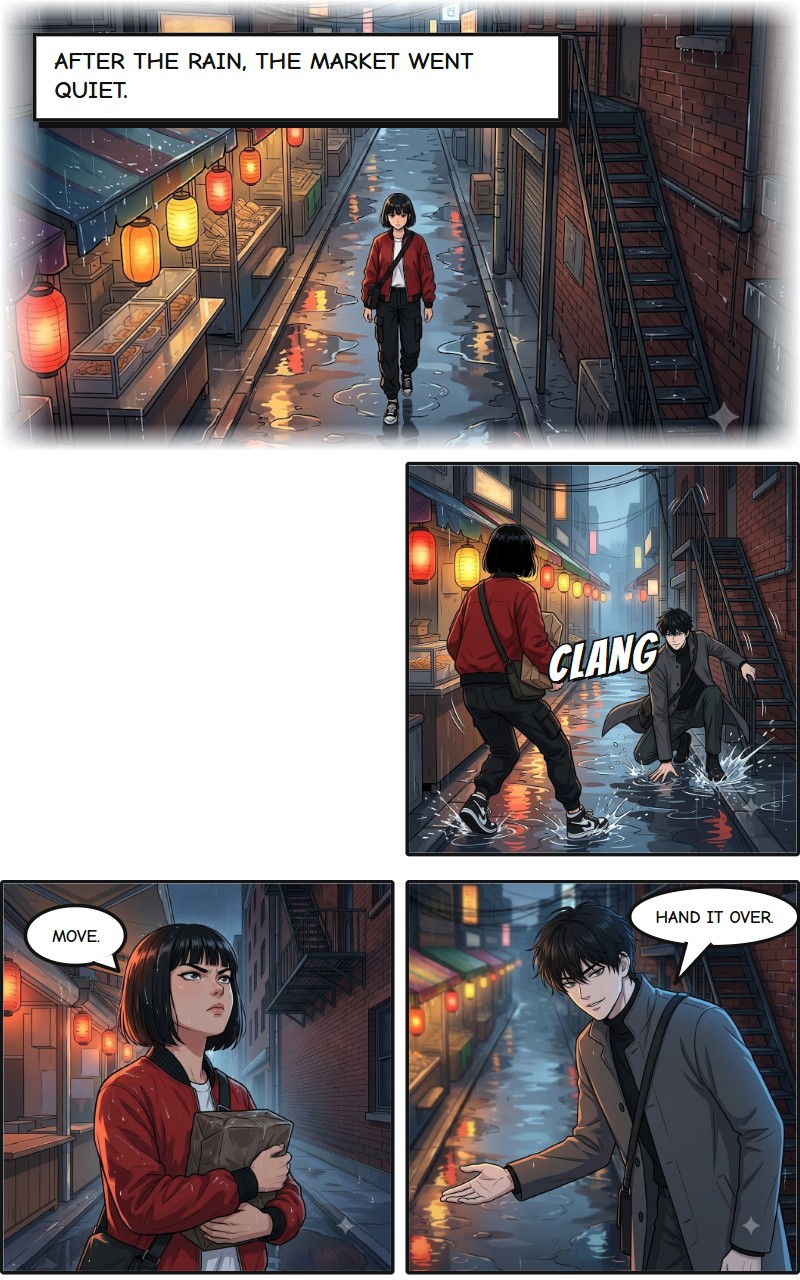 AFTER THE RAIN, THE MARKET WENT
QUIET.
CLANG
MOVE.
HAND IT OVER.